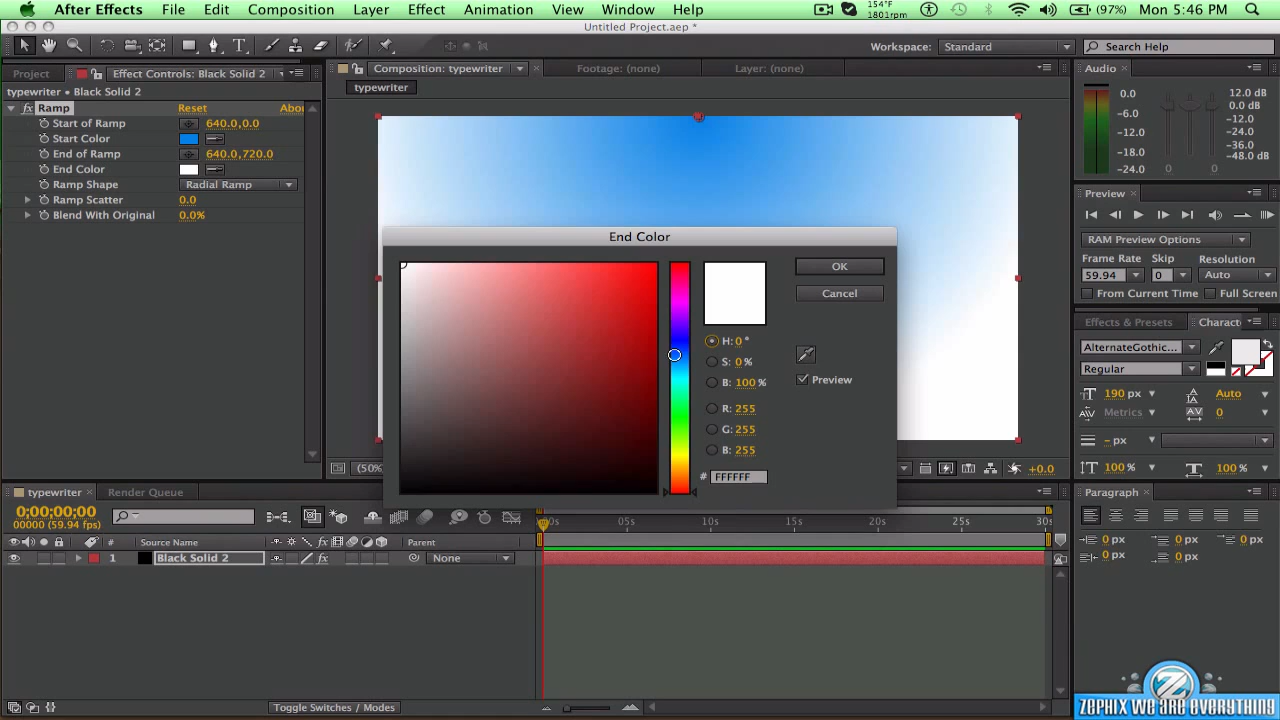 After Effects File Edit Composition Layer Effect Animation View Window Help 154°F 1801rpm (97%) Mon 5:46 PM
Untitled Project.aep *
Workspace: Standard Search Help
Project Effect Controls: Black Solid 2 Composition: typewriter Footage: (none) Layer: (none) Audio
typewriter • Black Solid 2 typewriter
fx Ramp Reset Abou
Start of Ramp 640.0,0.0
Start Color
End of Ramp 640.0,720.0
End Color
Ramp Shape Radial Ramp
Ramp Scatter 0.0
Blend With Original 0.0%
0.0 12.0 dB
-6.0 0.0 dB
-12.0 -12.0
-18.0 -24.0
-24.0 -36.0
-48.0 dB
0 0
Preview
RAM Preview Options
Frame Rate Skip Resolution
59.94 0 Auto
From Current Time Full Screen
End Color
OK
Cancel
H: 0 °
S: 0 %
B: 100 %
R: 255
G: 255
B: 255
# FFFFFF
Preview
Effects & Presets Charact
AlternateGothic...
Regular
190 px Auto
Metrics 0
- px
100 % 100 %
(50% +0.0
typewriter Render Queue
0;00;00;00
00000 (59.94 fps)
00s 05s 10s 15s 20s 25s 30s
# Source Name fx Parent
1 Black Solid 2 fx None
Paragraph
0 px 0 px 0 px
0 px 0 px
Toggle Switches / Modes
Z
ZEPHIX WE ARE EVERYTHING